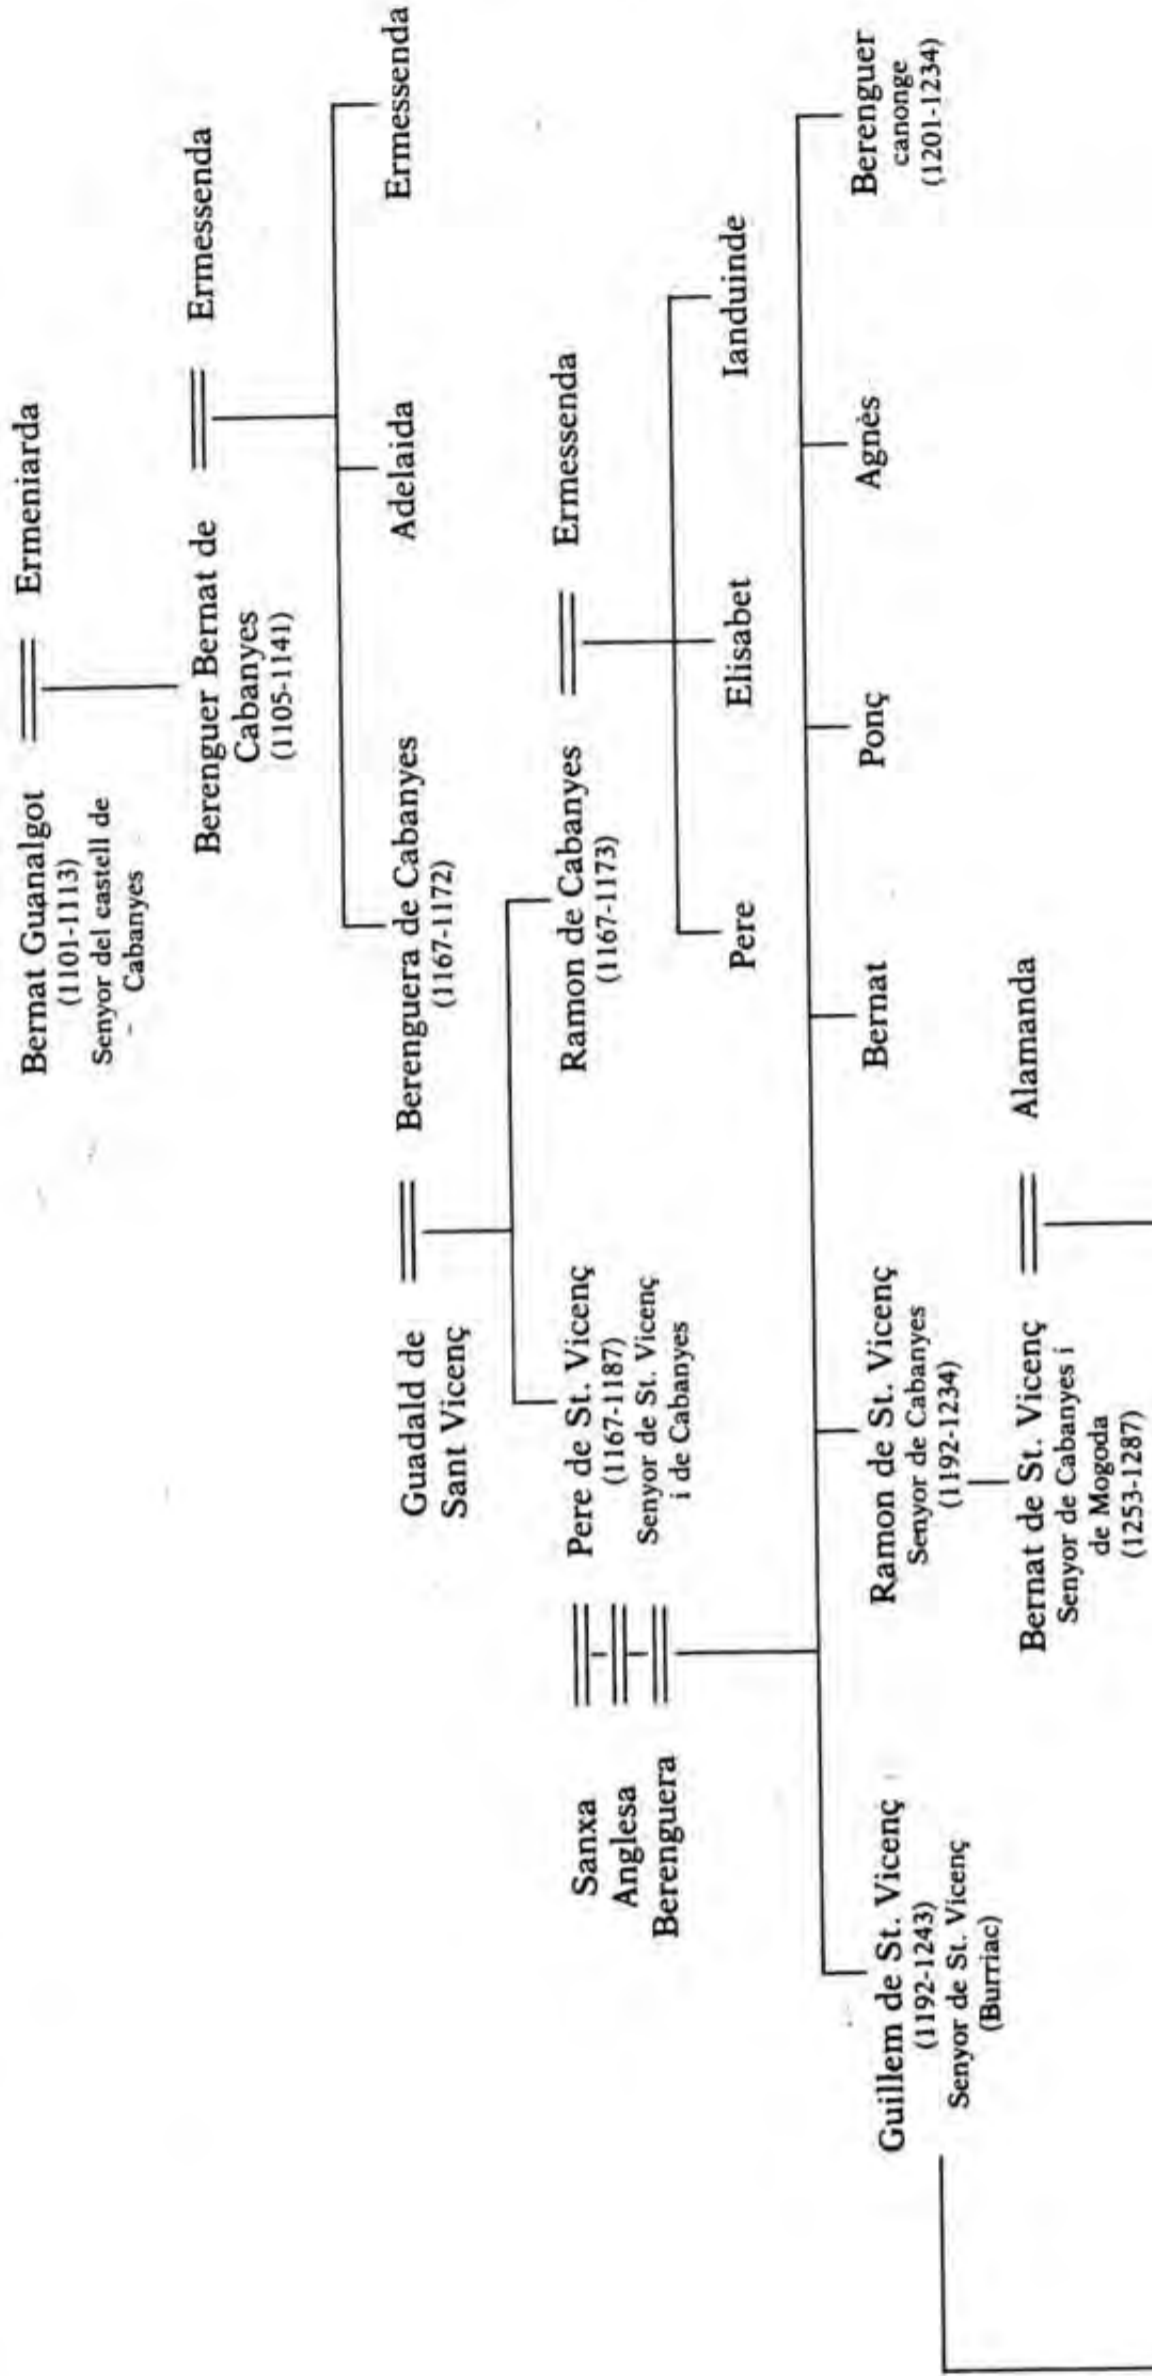 Bernat Guanalgot
(1101-1113)
Senyor del castell de
Cabanyes
Ermeniarda
Berenguer Bernat de
Cabanyes
(1105-1141)
Ermessenda
Guadald de
Sant Vicenç
Berenguera de Cabanyes
(1167-1172)
Adelaida
Ermessenda
Sanxa
Anglesa
Berenguera
Pere de St. Vicenç
(1167-1187)
Senyor de St. Vicenç
i de Cabanyes
Ramon de Cabanyes
(1167-1173)
Ermessenda
Pere
Elisabet
Ianduinde
Guillem de St. Vicenç
(1192-1243)
Senyor de St. Vicenç
(Burriac)
Ramon de St. Vicenç
Senyor de Cabanyes
(1192-1234)
Bernat
Ponç
Agnès
Berenguer
canonge
(1201-1234)
Bernat de St. Vicenç
Senyor de Cabanyes i
de Mogoda
(1253-1287)
Alamanda